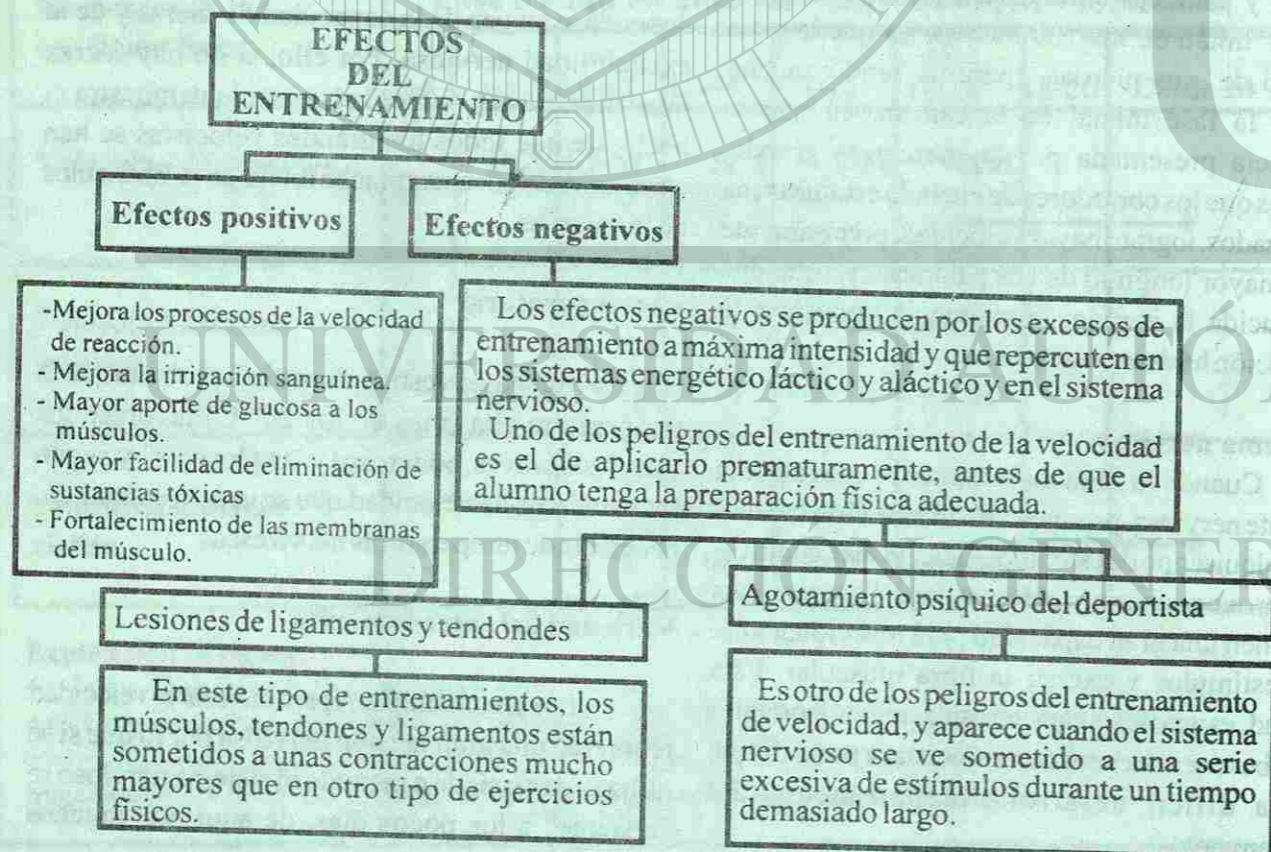 EFECTOS
DEL
ENTRENAMIENTO
Efectos positivos
Efectos negativos
-Mejora los procesos de la velocidad
de reacción.
- Mejora la irrigación sanguínea.
- Mayor aporte de glucosa a los
músculos.
- Mayor facilidad de eliminación de
sustancias tóxicas
- Fortalecimiento de las membranas
del músculo.
Los efectos negativos se producen por los excesos de
entrenamiento a máxima intensidad y que repercuten en
los sistemas energético láctico y aláctico y en el sistema
nervioso.
Uno de los peligros del entrenamiento de la velocidad
es el de aplicarlo prematuramente, antes de que el
alumno tenga la preparación física adecuada.
Lesiones de ligamentos y tendondes
En este tipo de entrenamientos, los
músculos, tendones y ligamentos están
sometidos a unas contracciones mucho
mayores que en otro tipo de ejercicios
físicos.
Agotamiento psíquico del deportista
Es otro de los peligros del entrenamiento
de velocidad, y aparece cuando el sistema
nervioso se ve sometido a una serie
excesiva de estímulos durante un tiempo
demasiado largo.
UNIVERSIDAD AUTÓ
DIRECCIÓN GENER